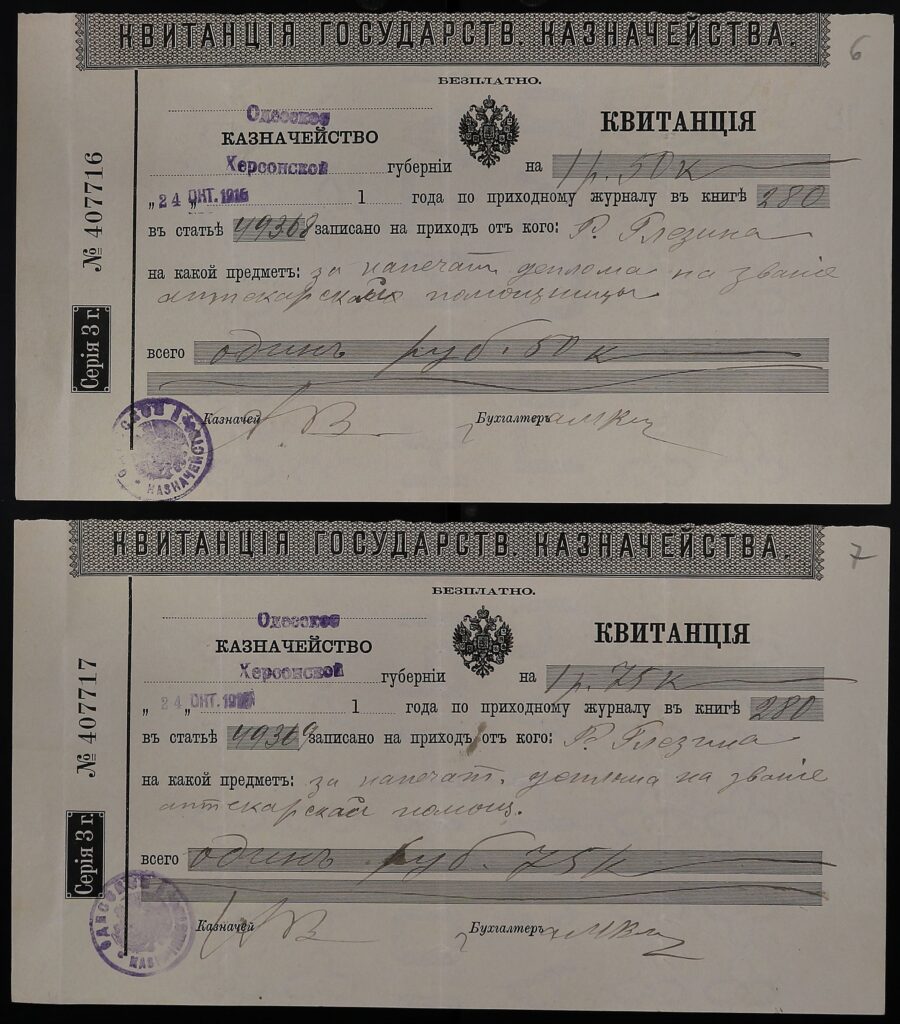 КВИТАНЦІЯ ГОСУДАРСТВ. КАЗНАЧЕЙСТВА.
6
БЕЗПЛАТНО.
Одесское
КАЗНАЧЕЙСТВО
КВИТАНЦІЯ
Херсонской губерніи на 1 р. 50 к
„ 24 „ ОКТ. 1915 1 года по приходному журналу въ книгѣ 280
въ статьѣ 49368 записано на приходъ отъ кого: Р. Глезина
на какой предметъ: за напечат. диплома на званіе
аптекарской помощницы
всего одинъ руб. 50 к
Казначей
Бухгалтеръ
№ 407716
Серія 3 г.
КАЗНАЧЕЙ
КВИТАНЦІЯ ГОСУДАРСТВ. КАЗНАЧЕЙСТВА.
7
БЕЗПЛАТНО.
Одесское
КАЗНАЧЕЙСТВО
КВИТАНЦІЯ
Херсонской губерніи на 1 р. 75 к
„ 24 „ ОКТ. 1 года по приходному журналу въ книгѣ 280
въ статьѣ 49369 записано на приходъ отъ кого: Р. Глезина
на какой предметъ: за напечат. диплома на званіе
аптекарской помощ.
всего одинъ руб. 75 к
Казначей
Бухгалтеръ
№ 407717
Серія 3 г.